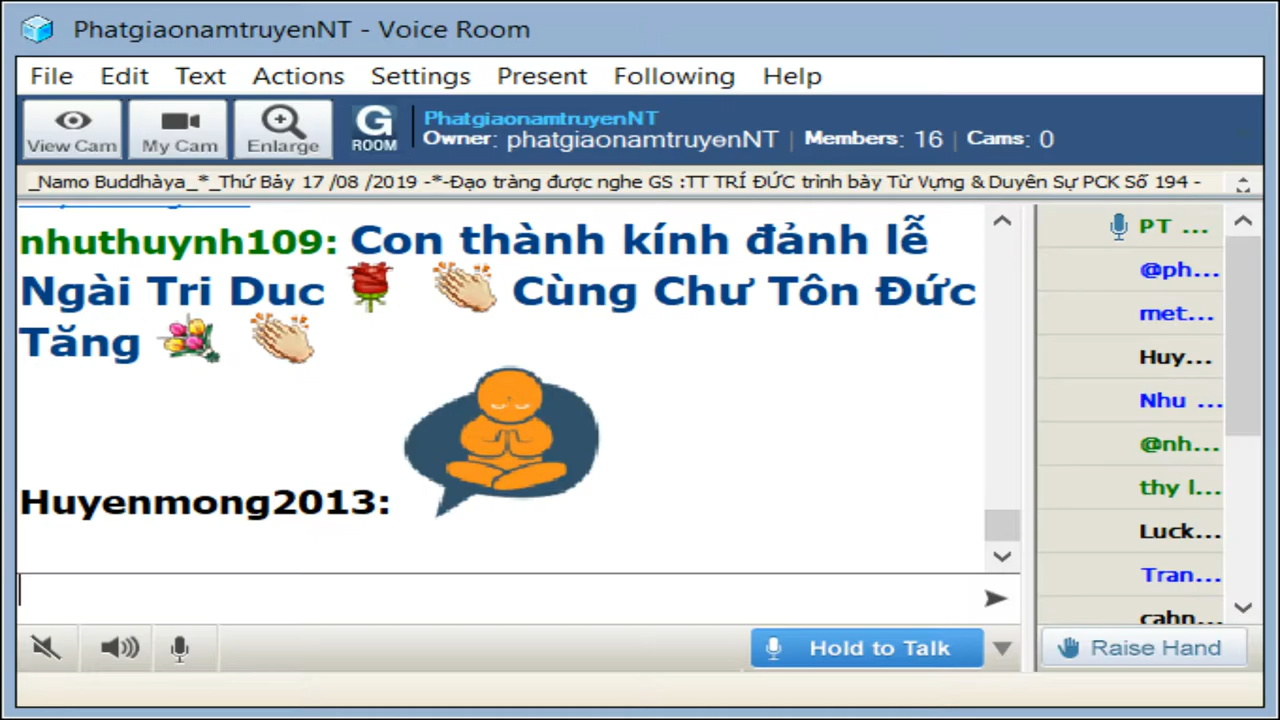 PhatgiaonamtruyenNT - Voice Room
File Edit Text Actions Settings Present Following Help
View Cam My Cam Enlarge G ROOM
PhatgiaonamtruyenNT
Owner: phatgiaonamtruyenNT | Members: 16 | Cams: 0
_Namo Buddhàya_*_Thứ Bảy 17 /08 /2019 -*-Đạo tràng được nghe GS :TT TRÍ ĐỨC trình bày Từ Vựng & Duyên Sự PCK Số 194 -
nhuthuynh109: Con thành kính đảnh lễ
Ngài Tri Duc 🌹 👏🏻 Cùng Chư Tôn Đức
Tăng 💐 👏🏻
Huyenmong2013:
PT ...
@ph...
met...
Huy...
Nhu ...
@nh...
thy l...
Luck...
Tran...
cahn...
Hold to Talk
Raise Hand